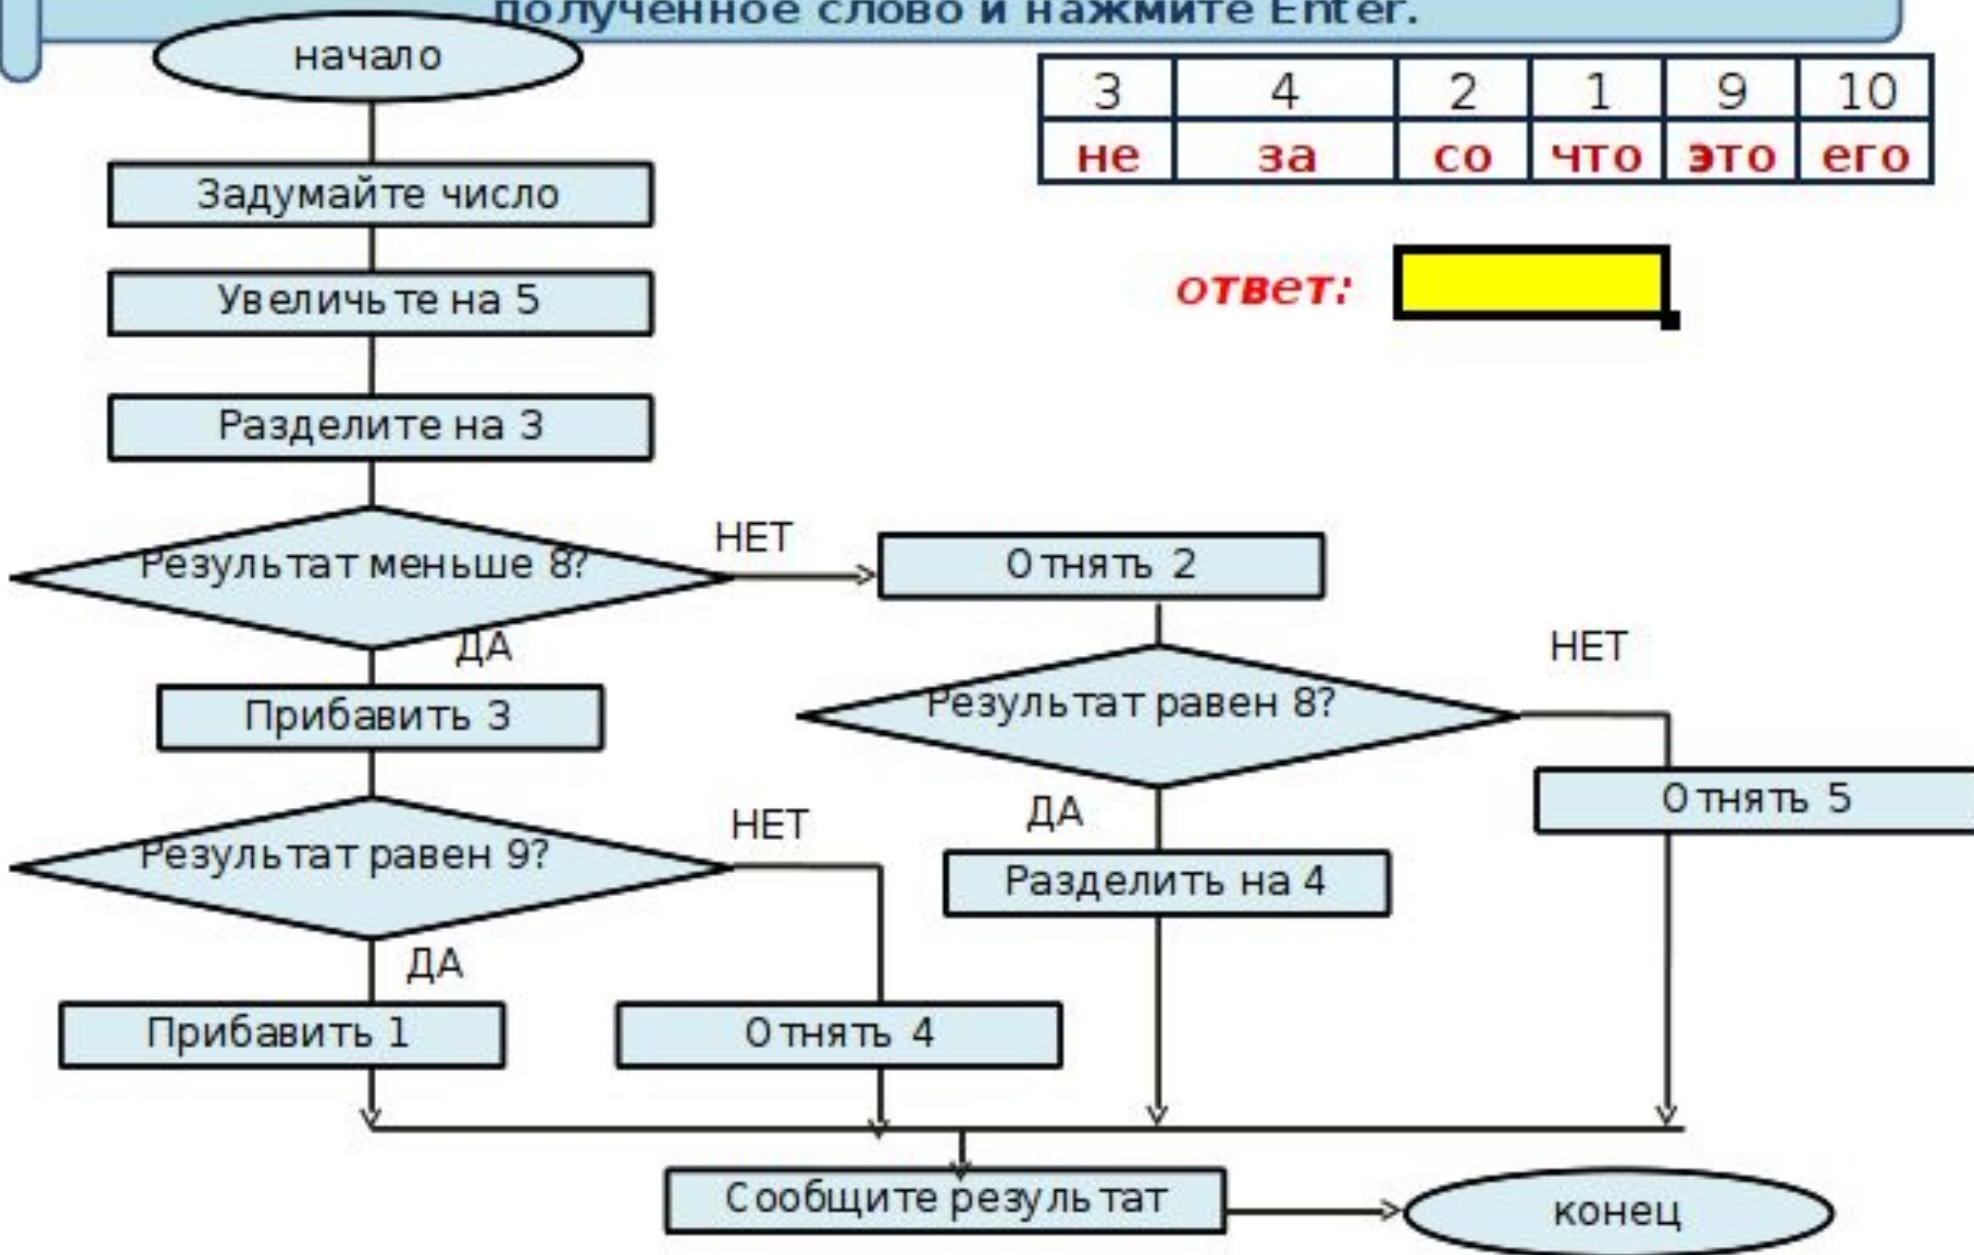 полученное слово и нажмите Enter.
начало
3 4 2 1 9 10
не за со что это его
Задумайте число
Увеличьте на 5
ответ:
Разделите на 3
Результат меньше 8?
НЕТ
Отнять 2
ДА
Прибавить 3
Результат равен 8?
НЕТ
Отнять 5
Результат равен 9?
НЕТ
ДА
Разделить на 4
ДА
Прибавить 1
Отнять 4
Сообщите результат
конец